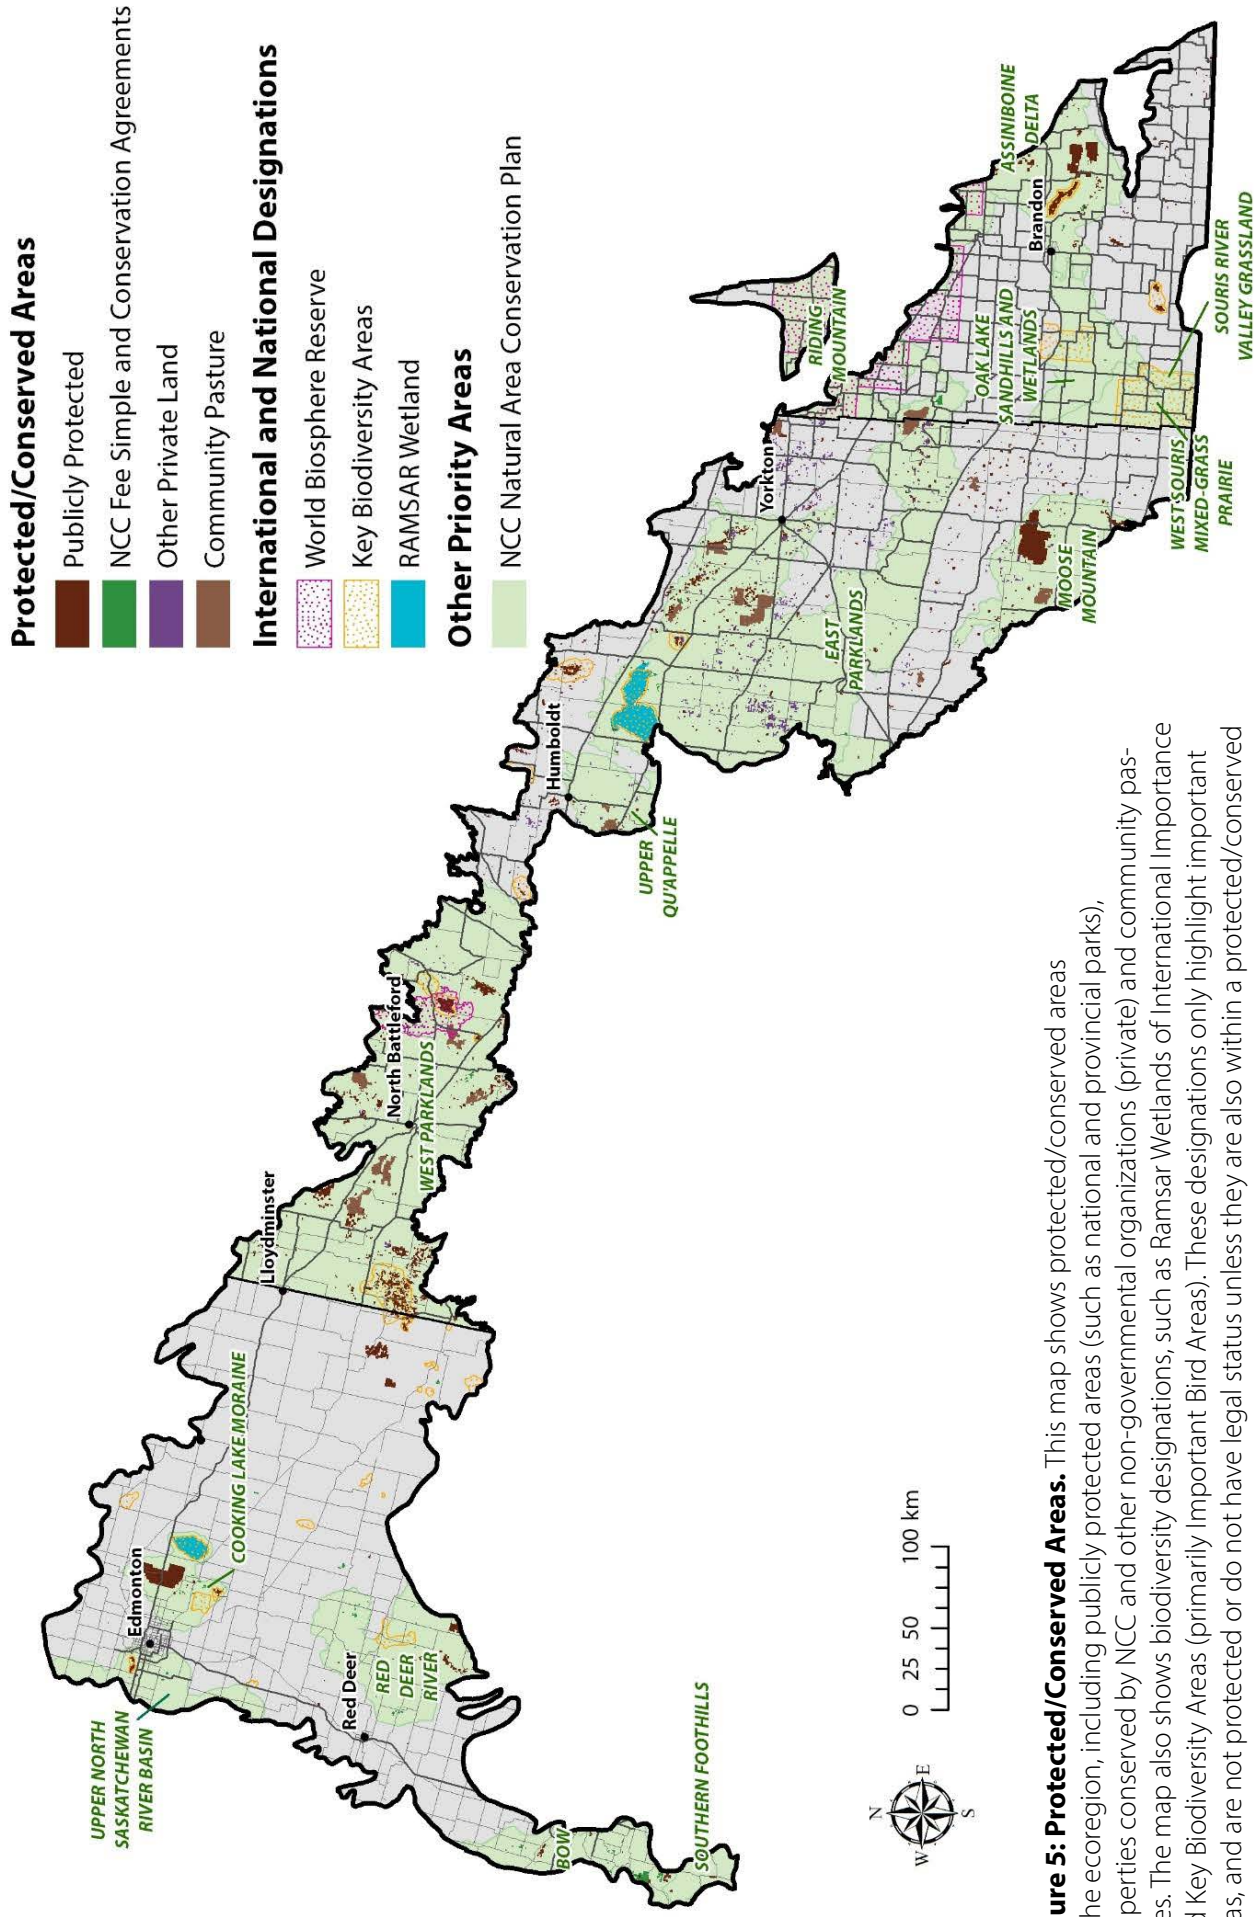 Protected/Conserved Areas
Publicly Protected
NCC Fee Simple and Conservation Agreements
Other Private Land
Community Pasture
International and National Designations
World Biosphere Reserve
Key Biodiversity Areas
RAMSAR Wetland
Other Priority Areas
NCC Natural Area Conservation Plan
UPPER NORTH
SASKATCHEWAN
RIVER BASIN
Edmonton
COOKING LAKE MORAINE
Lloydminster
Red Deer
RED
DEER
RIVER
BOW
SOUTHERN FOOTHILLS
North Battleford
WEST PARKLANDS
Humboldt
UPPER
QU'APPELLE
Yorkton
EAST
PARKLANDS
MOOSE
MOUNTAIN
RIDING
MOUNTAIN
OAK LAKE
SANDHILLS AND
WETLANDS
Brandon
ASSINIBOINE
DELTA
WEST SOURIS
MIXED-GRASS
PRAIRIE
SOURIS RIVER
VALLEY GRASSLAND
N
W
E
S
0 25 50 100 km
ure 5: Protected/Conserved Areas. This map shows protected/conserved areas
he ecoregion, including publicly protected areas (such as national and provincial parks),
perties conserved by NCC and other non-governmental organizations (private) and community pas-
es. The map also shows biodiversity designations, such as Ramsar Wetlands of International Importance
d Key Biodiversity Areas (primarily Important Bird Areas). These designations only highlight important
as, and are not protected or do not have legal status unless they are also within a protected/conserved